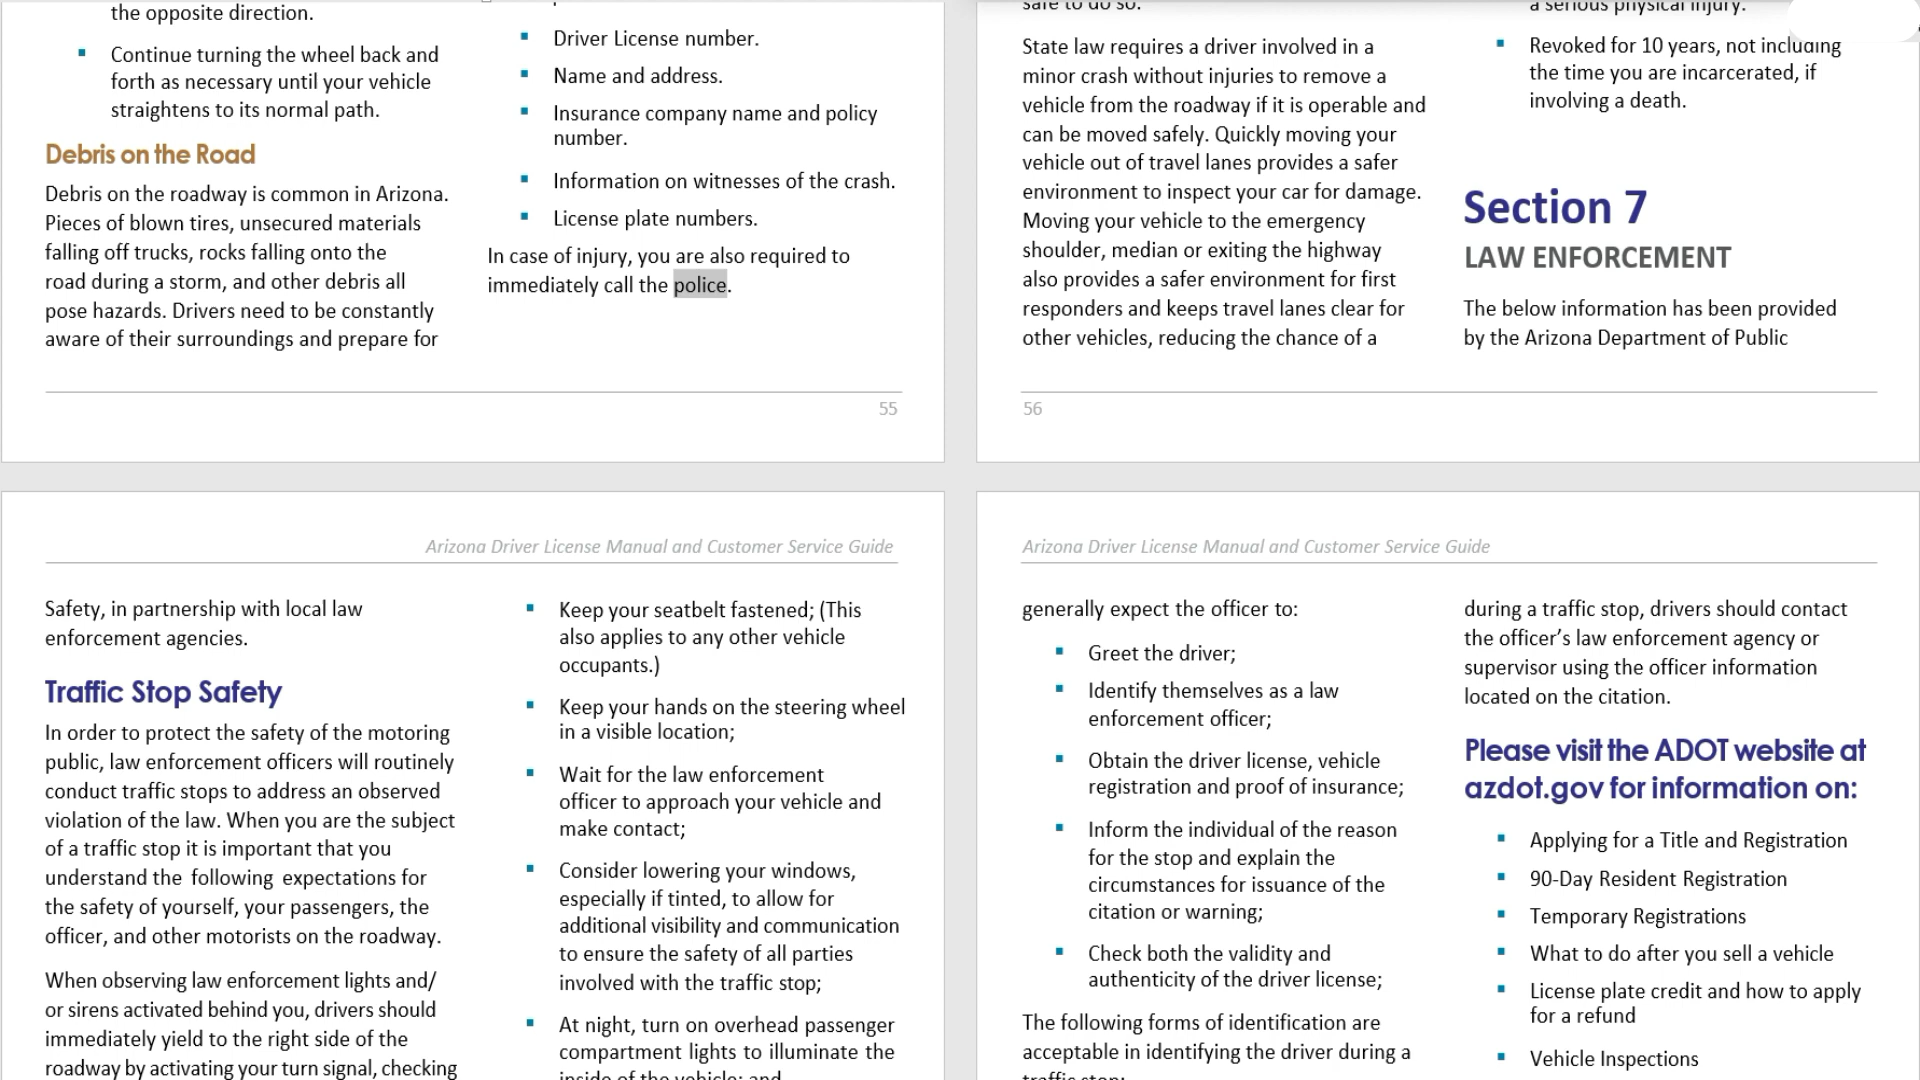 the opposite direction.
Continue turning the wheel back and
forth as necessary until your vehicle
straightens to its normal path.
Debris on the Road
Debris on the roadway is common in Arizona.
Pieces of blown tires, unsecured materials
falling off trucks, rocks falling onto the
road during a storm, and other debris all
pose hazards. Drivers need to be constantly
aware of their surroundings and prepare for
Driver License number.
Name and address.
Insurance company name and policy
number.
Information on witnesses of the crash.
License plate numbers.
In case of injury, you are also required to
immediately call the police.
55
safe to do so.
State law requires a driver involved in a
minor crash without injuries to remove a
vehicle from the roadway if it is operable and
can be moved safely. Quickly moving your
vehicle out of travel lanes provides a safer
environment to inspect your car for damage.
Moving your vehicle to the emergency
shoulder, median or exiting the highway
also provides a safer environment for first
responders and keeps travel lanes clear for
other vehicles, reducing the chance of a
a serious physical injury.
Revoked for 10 years, not including
the time you are incarcerated, if
involving a death.
Section 7
LAW ENFORCEMENT
The below information has been provided
by the Arizona Department of Public
56
Arizona Driver License Manual and Customer Service Guide
Safety, in partnership with local law
enforcement agencies.
Traffic Stop Safety
In order to protect the safety of the motoring
public, law enforcement officers will routinely
conduct traffic stops to address an observed
violation of the law. When you are the subject
of a traffic stop it is important that you
understand the following expectations for
the safety of yourself, your passengers, the
officer, and other motorists on the roadway.
When observing law enforcement lights and/
or sirens activated behind you, drivers should
immediately yield to the right side of the
roadway by activating your turn signal, checking
Keep your seatbelt fastened; (This
also applies to any other vehicle
occupants.)
Keep your hands on the steering wheel
in a visible location;
Wait for the law enforcement
officer to approach your vehicle and
make contact;
Consider lowering your windows,
especially if tinted, to allow for
additional visibility and communication
to ensure the safety of all parties
involved with the traffic stop;
At night, turn on overhead passenger
compartment lights to illuminate the
inside of the vehicle; and
Arizona Driver License Manual and Customer Service Guide
generally expect the officer to:
Greet the driver;
Identify themselves as a law
enforcement officer;
Obtain the driver license, vehicle
registration and proof of insurance;
Inform the individual of the reason
for the stop and explain the
circumstances for issuance of the
citation or warning;
Check both the validity and
authenticity of the driver license;
The following forms of identification are
acceptable in identifying the driver during a
traffic stop:
during a traffic stop, drivers should contact
the officer’s law enforcement agency or
supervisor using the officer information
located on the citation.
Please visit the ADOT website at
azdot.gov for information on:
Applying for a Title and Registration
90-Day Resident Registration
Temporary Registrations
What to do after you sell a vehicle
License plate credit and how to apply
for a refund
Vehicle Inspections